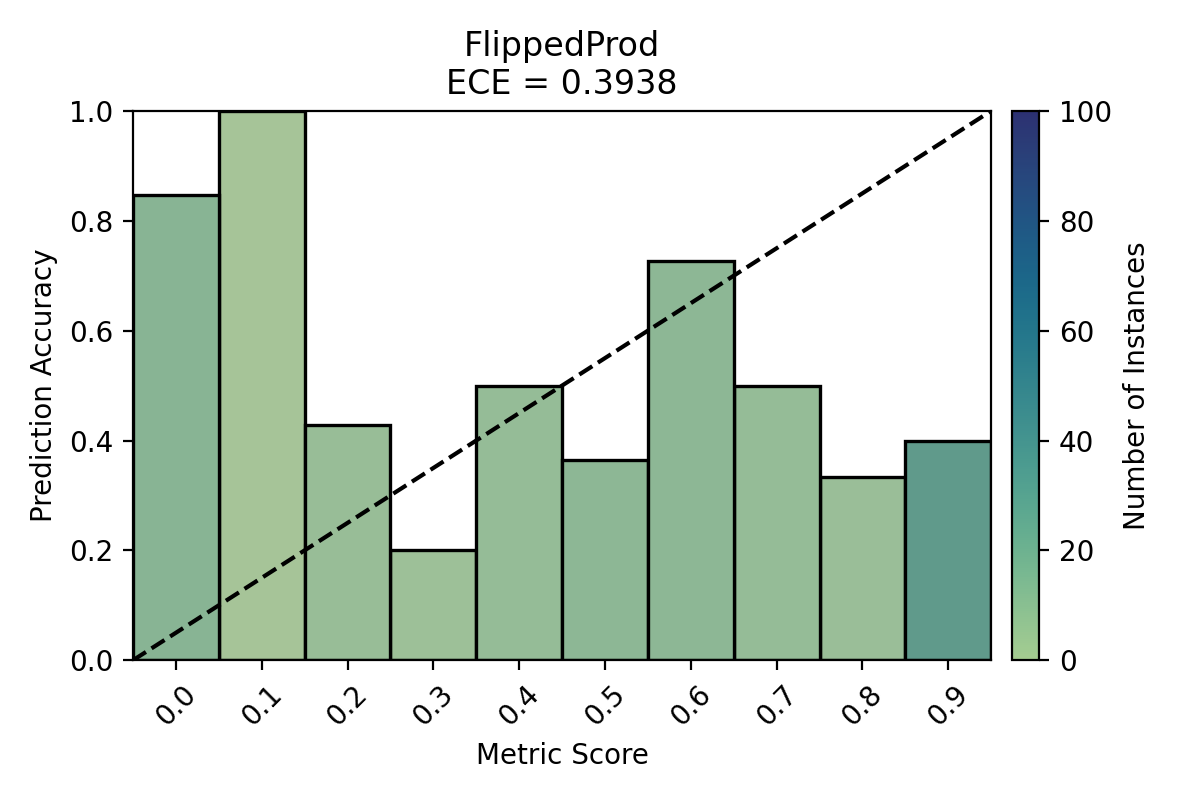 FlippedProd
ECE = 0.3938
Prediction Accuracy
1.0
0.8
0.6
0.4
0.2
0.0
0.0 0.1 0.2 0.3 0.4 0.5 0.6 0.7 0.8 0.9
Metric Score
100
80
60
40
20
0
Number of Instances